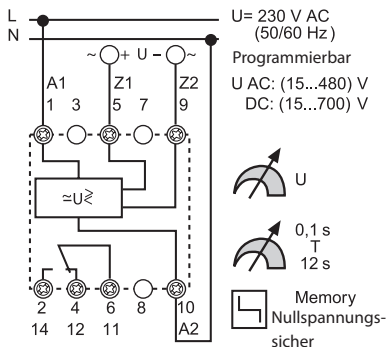 L
N
U= 230 V AC
(50/60 Hz )
~ + U − ~
Programmierbar
U AC: (15...480) V
DC: (15...700) V
A1 Z1 Z2
1 3 5 7 9
≂U≷
U
0,1 s
T
12 s
2 4 6 8 10
14 12 11 A2
Memory
Nullspannungs-
sicher